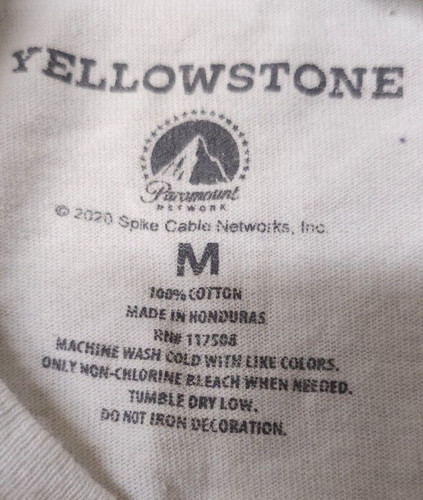 YELLOWSTONE
Paramount
NETWORK
© 2020 Spike Cable Networks, Inc.
M
100% COTTON
MADE IN HONDURAS
RN# 117508
MACHINE WASH COLD WITH LIKE COLORS.
ONLY NON-CHLORINE BLEACH WHEN NEEDED.
TUMBLE DRY LOW.
DO NOT IRON DECORATION.